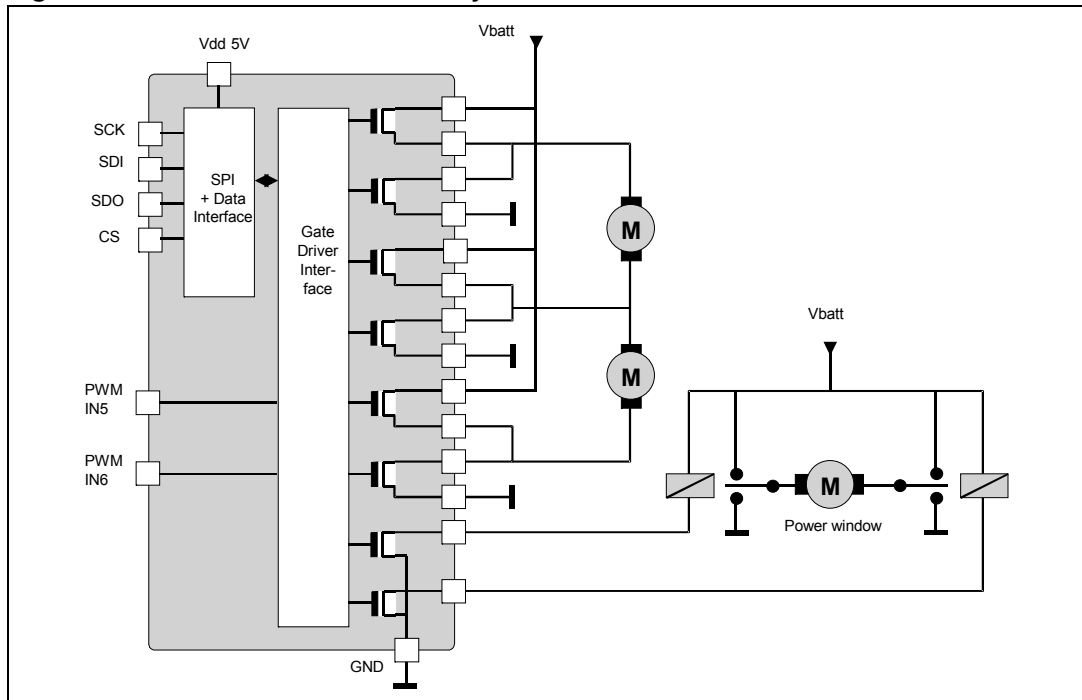 Vbatt
Vdd 5V
SCK
SDI
SDO
CS
SPI
+ Data
Interface
Gate
Driver
Inter-
face
M
M
Vbatt
PWM
IN5
PWM
IN6
M
Power window
GND